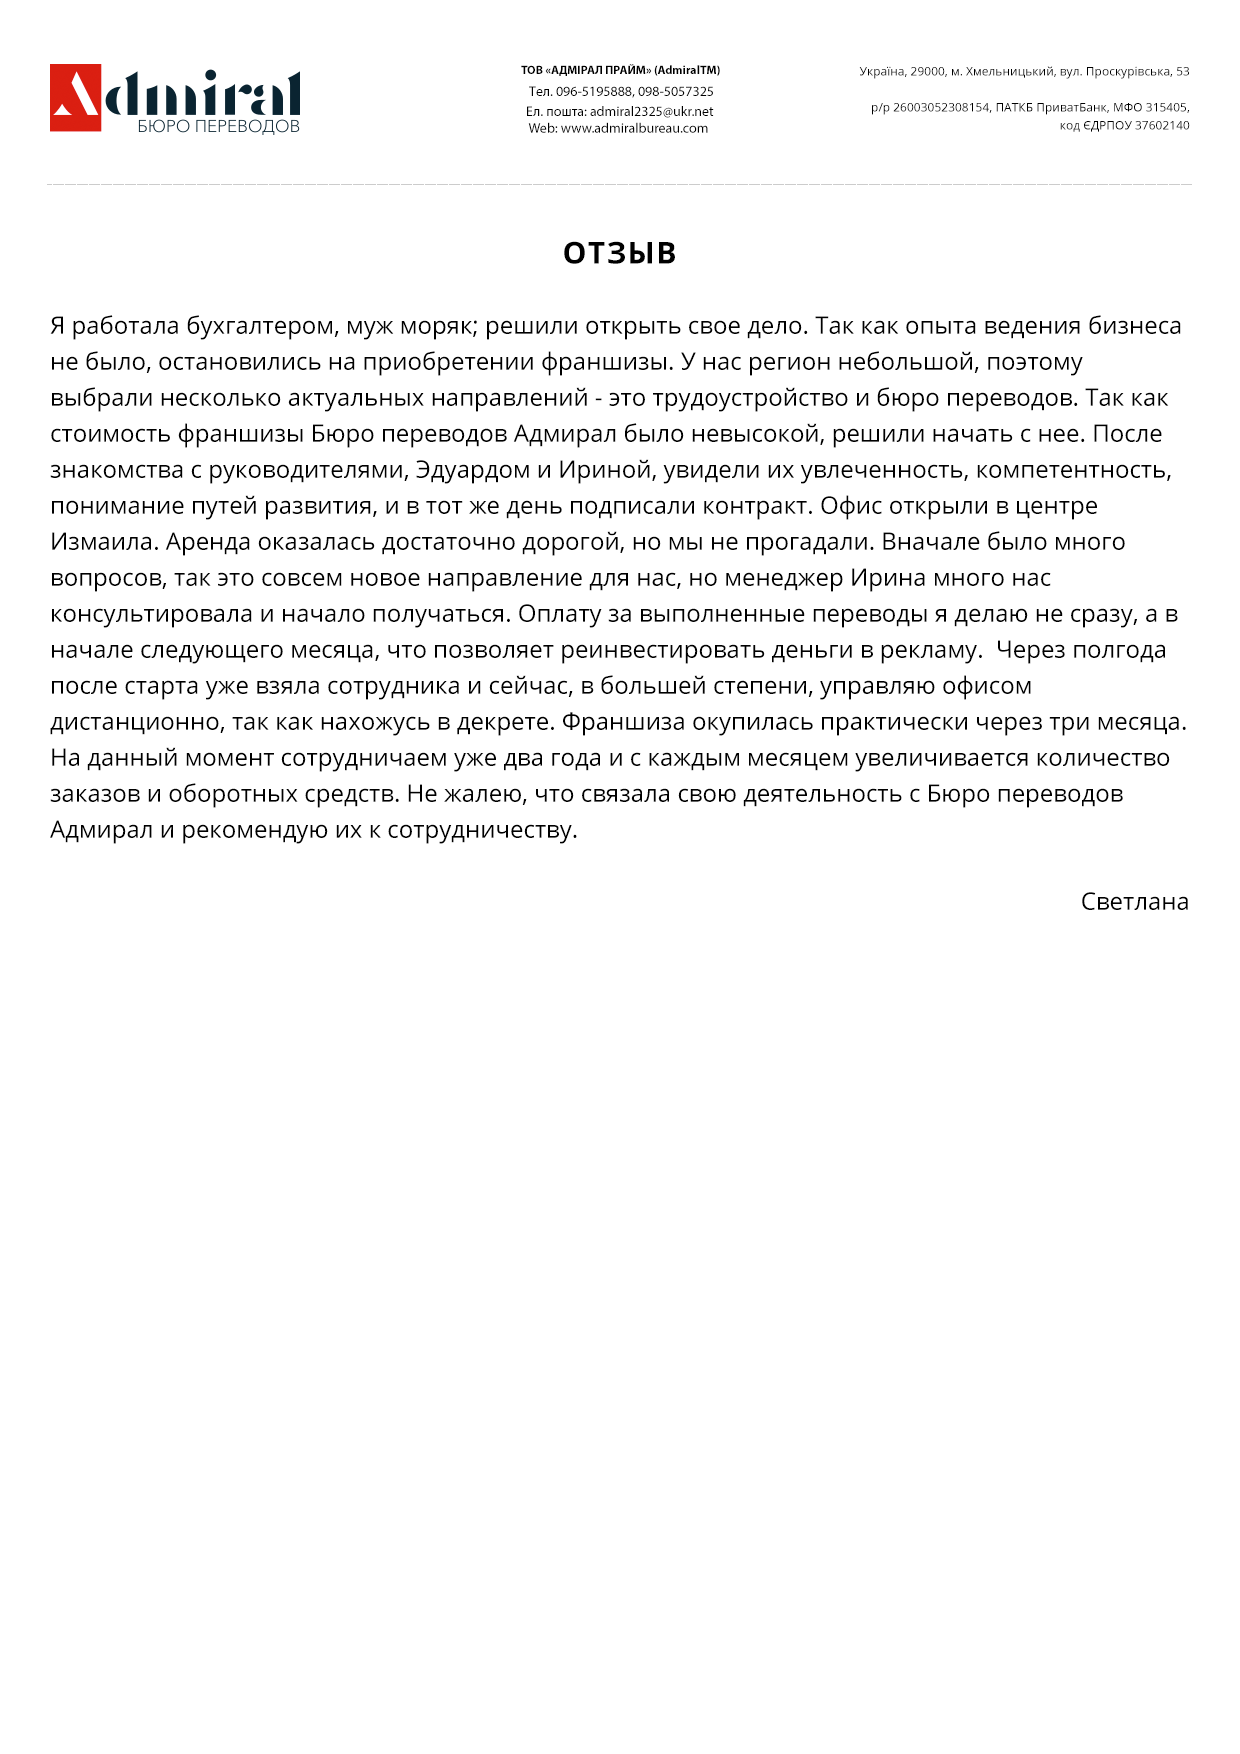 Admiral
БЮРО ПЕРЕВОДОВ
ТОВ «АДМІРАЛ ПРАЙМ» (AdmiralTM)
Тел. 096-5195888, 098-5057325
Ел. пошта: admiral2325@ukr.net
Web: www.admiralbureau.com
Україна, 29000, м. Хмельницький, вул. Проскурівська, 53
р/р 26003052308154, ПАТКБ ПриватБанк, МФО 315405,
код ЄДРПОУ 37602140
ОТЗЫВ
Я работала бухгалтером, муж моряк; решили открыть свое дело. Так как опыта ведения бизнеса
не было, остановились на приобретении франшизы. У нас регион небольшой, поэтому
выбрали несколько актуальных направлений - это трудоустройство и бюро переводов. Так как
стоимость франшизы Бюро переводов Адмирал было невысокой, решили начать с нее. После
знакомства с руководителями, Эдуардом и Ириной, увидели их увлеченность, компетентность,
понимание путей развития, и в тот же день подписали контракт. Офис открыли в центре
Измаила. Аренда оказалась достаточно дорогой, но мы не прогадали. Вначале было много
вопросов, так это совсем новое направление для нас, но менеджер Ирина много нас
консультировала и начало получаться. Оплату за выполненные переводы я делаю не сразу, а в
начале следующего месяца, что позволяет реинвестировать деньги в рекламу.  Через полгода
после старта уже взяла сотрудника и сейчас, в большей степени, управляю офисом
дистанционно, так как нахожусь в декрете. Франшиза окупилась практически через три месяца.
На данный момент сотрудничаем уже два года и с каждым месяцем увеличивается количество
заказов и оборотных средств. Не жалею, что связала свою деятельность с Бюро переводов
Адмирал и рекомендую их к сотрудничеству.
Светлана